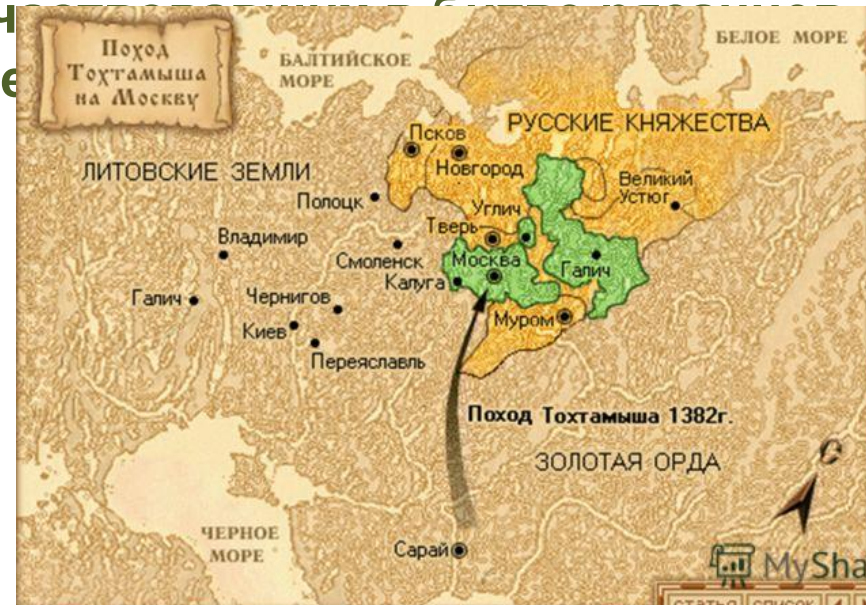 Поход
Тохтамыша
на Москву
БАЛТИЙСКОЕ
МОРЕ
БЕЛОЕ МОРЕ
РУССКИЕ КНЯЖЕСТВА
ЛИТОВСКИЕ ЗЕМЛИ
Псков
Новгород
Великий
Устюг
Полоцк
Углич
Тверь
Владимир
Смоленск
Москва
Галич
Калуга
Галич
Чернигов
Муром
Киев
Переяславль
Поход Тохтамыша 1382г.
ЗОЛОТАЯ ОРДА
С
ЧЕРНОЕ
МОРЕ
Сарай
MySha
статья список